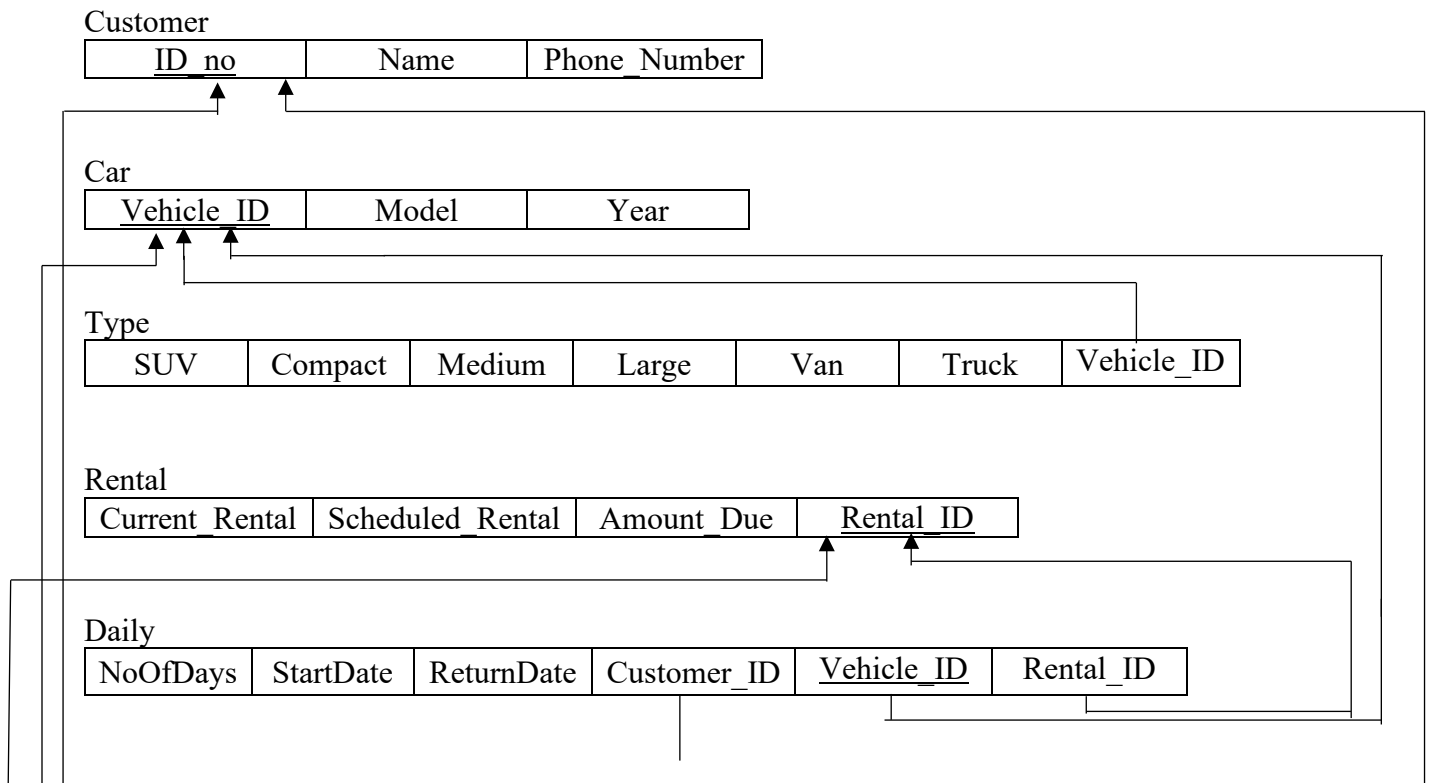 Customer
ID_no Name Phone_Number
Car
Vehicle_ID Model Year
Type
SUV Compact Medium Large Van Truck Vehicle_ID
Rental
Current_Rental Scheduled_Rental Amount_Due Rental_ID
Daily
NoOfDays StartDate ReturnDate Customer_ID Vehicle_ID Rental_ID